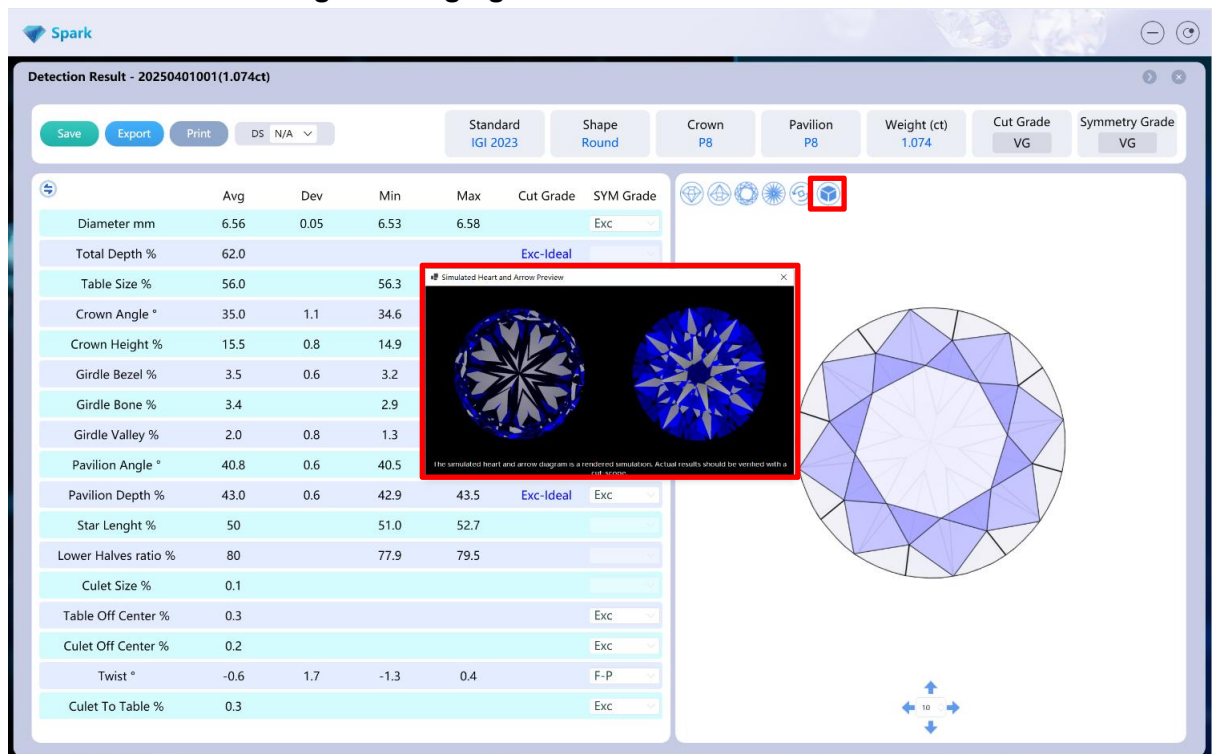 Spark
Detection Result - 20250401001(1.074ct)
Save Export Print DS N/A
Standard Shape Crown Pavilion Weight (ct) Cut Grade Symmetry Grade
IGI 2023 Round P8 P8 1.074 VG VG
Avg Dev Min Max Cut Grade SYM Grade
Diameter mm 6.56 0.05 6.53 6.58 Exc
Total Depth % 62.0 Exc-Ideal
Table Size % 56.0 56.3
Crown Angle ° 35.0 1.1 34.6
Crown Height % 15.5 0.8 14.9
Girdle Bezel % 3.5 0.6 3.2
Girdle Bone % 3.4 2.9
Girdle Valley % 2.0 0.8 1.3
Pavilion Angle ° 40.8 0.6 40.5
Simulated Heart and Arrow Preview
The simulated heart and arrow diagram is a rendered simulation. Actual results should be verified with a
cut-scope.
Pavilion Depth % 43.0 0.6 42.9 43.5 Exc-Ideal Exc
Star Lenght % 50 51.0 52.7
Lower Halves ratio % 80 77.9 79.5
Culet Size % 0.1
Table Off Center % 0.3 Exc
Culet Off Center % 0.2 Exc
Twist ° -0.6 1.7 -1.3 0.4 F-P
Culet To Table % 0.3 Exc
10